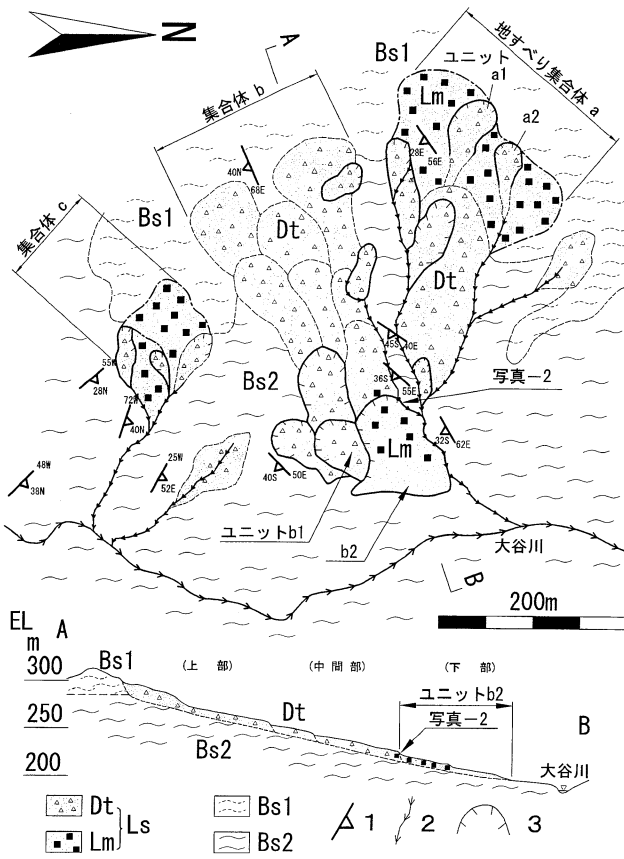 N
A
Bs1
地すべり集合体 a
ユニット
a1
Lm
a2
集合体 b
28E
56E
40N
68E
集合体 c
Bs1
Dt
Dt
45S
40E
55W
28N
Bs2
36S
55E
写真-2
72W
40N
Lm
32S
62E
48W
38N
25W
52E
40S
50E
ユニットb1
b2
大谷川
B
200m
EL
m
A
300
Bs1
(上 部)
(中間部)
(下 部)
ユニットb2
250
Dt
写真-2
B
Bs2
200
大谷川
Dt
Lm
Ls
Bs1
Bs2
1
2
3